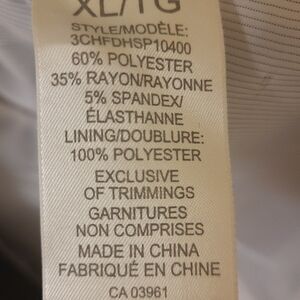 XL/TG
STYLE/MODÈLE:
3CHFDHSP10400
60% POLYESTER
35% RAYON/RAYONNE
5% SPANDEX/
ÉLASTHANNE
LINING/DOUBLURE:
100% POLYESTER
EXCLUSIVE
OF TRIMMINGS
GARNITURES
NON COMPRISES
MADE IN CHINA
FABRIQUÉ EN CHINE
CA 03961